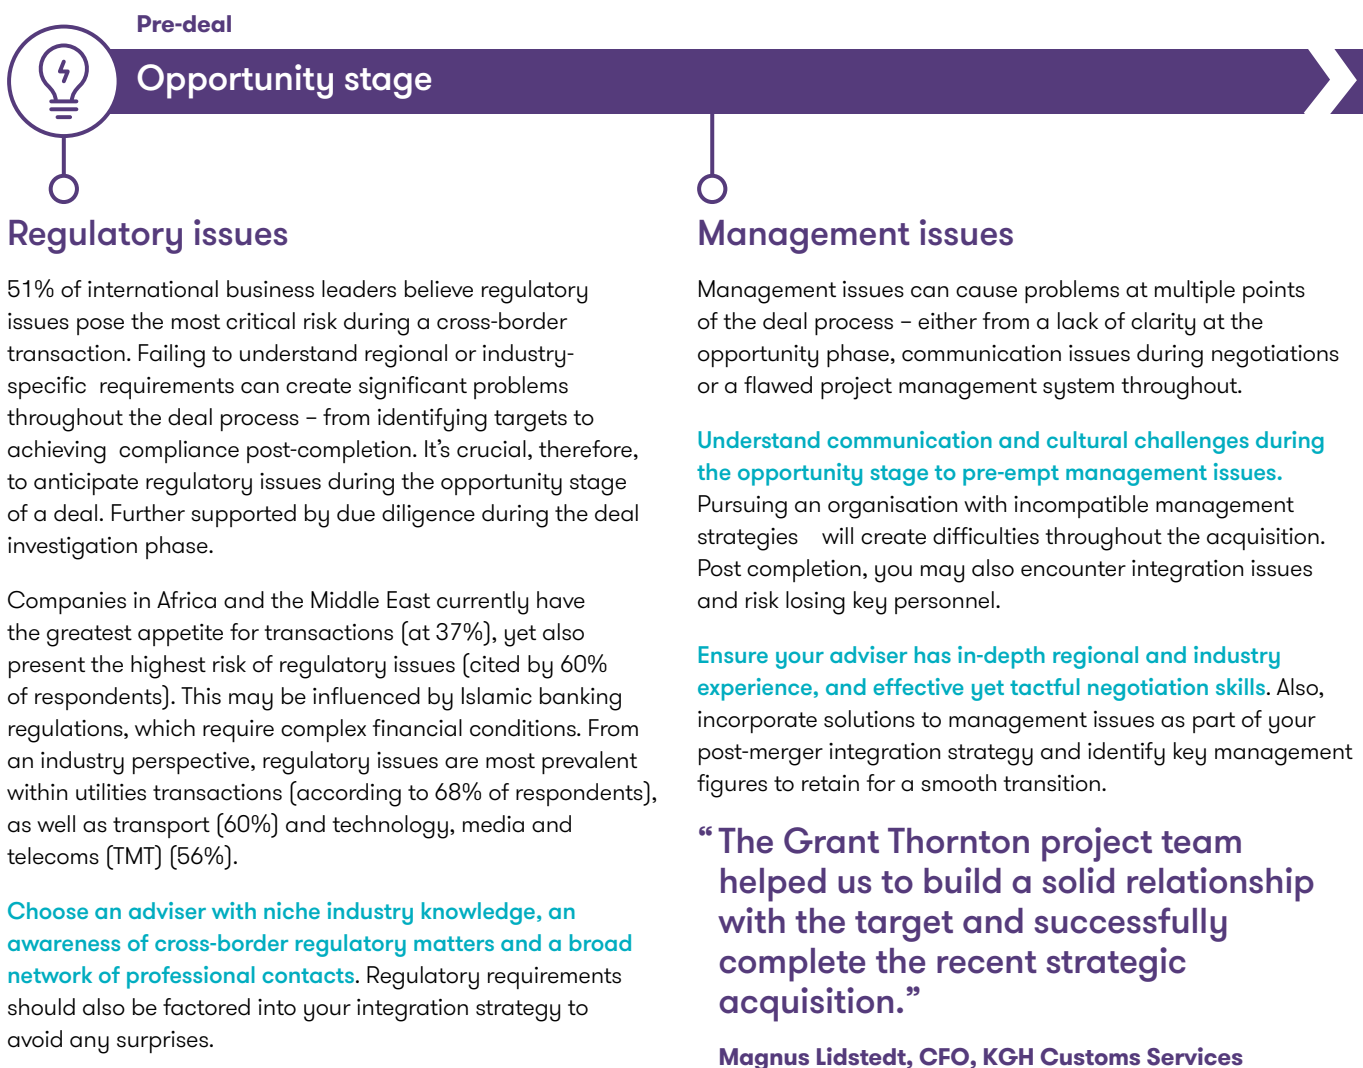 Pre-deal
Opportunity stage
Regulatory issues
51% of international business leaders believe regulatory
issues pose the most critical risk during a cross-border
transaction. Failing to understand regional or industry-
specific requirements can create significant problems
throughout the deal process – from identifying targets to
achieving compliance post-completion. It’s crucial, therefore,
to anticipate regulatory issues during the opportunity stage
of a deal. Further supported by due diligence during the deal
investigation phase.
Companies in Africa and the Middle East currently have
the greatest appetite for transactions (at 37%), yet also
present the highest risk of regulatory issues (cited by 60%
of respondents). This may be influenced by Islamic banking
regulations, which require complex financial conditions. From
an industry perspective, regulatory issues are most prevalent
within utilities transactions (according to 68% of respondents),
as well as transport (60%) and technology, media and
telecoms (TMT) (56%).
Choose an adviser with niche industry knowledge, an
awareness of cross-border regulatory matters and a broad
network of professional contacts. Regulatory requirements
should also be factored into your integration strategy to
avoid any surprises.
Management issues
Management issues can cause problems at multiple points
of the deal process – either from a lack of clarity at the
opportunity phase, communication issues during negotiations
or a flawed project management system throughout.
Understand communication and cultural challenges during
the opportunity stage to pre-empt management issues.
Pursuing an organisation with incompatible management
strategies will create difficulties throughout the acquisition.
Post completion, you may also encounter integration issues
and risk losing key personnel.
Ensure your adviser has in-depth regional and industry
experience, and effective yet tactful negotiation skills. Also,
incorporate solutions to management issues as part of your
post-merger integration strategy and identify key management
figures to retain for a smooth transition.
“The Grant Thornton project team
helped us to build a solid relationship
with the target and successfully
complete the recent strategic
acquisition.”
Magnus Lidstedt, CFO, KGH Customs Services